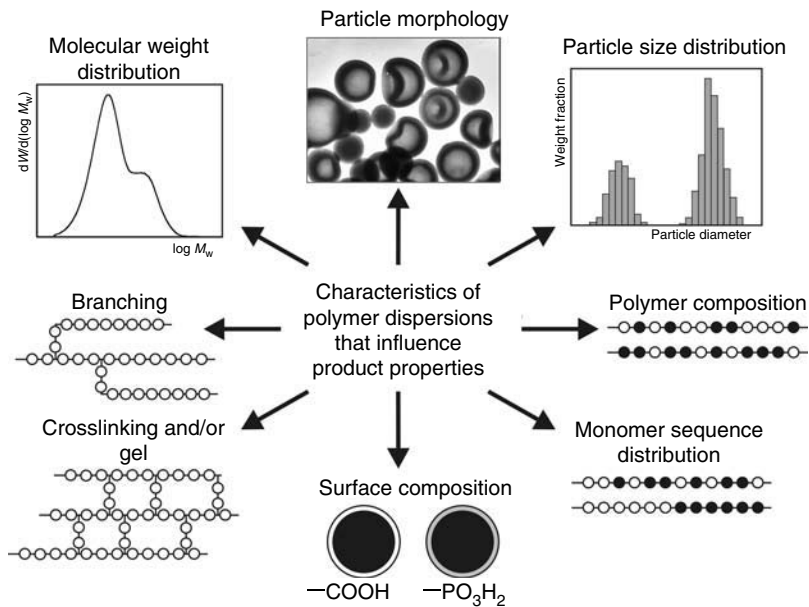 Particle morphology
Molecular weight
distribution
dW/d(log Mw)
log Mw
Particle size distribution
Weight fraction
Particle diameter
Characteristics of
polymer dispersions
that influence
product properties
Branching
Polymer composition
Crosslinking and/or
gel
Monomer sequence
distribution
Surface composition
—COOH
—PO₃H₂